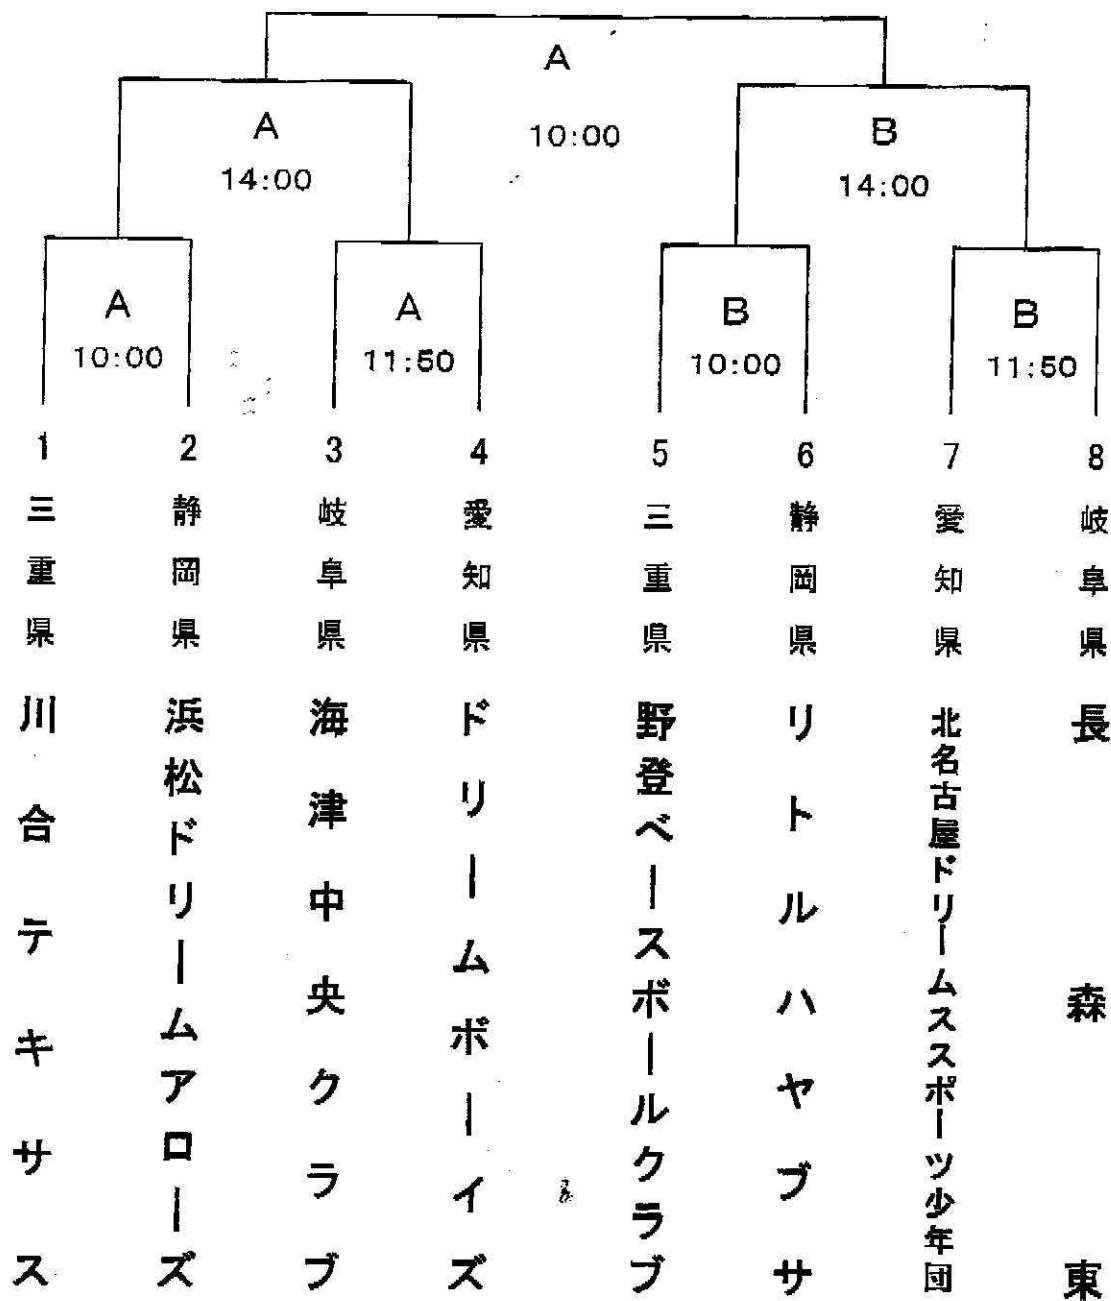 A
10:00
A
14:00
B
14:00
A
10:00
A
11:50
B
10:00
B
11:50
1
三重県
川合テキサス
2
静岡県
浜松ドリームアローズ
3
岐阜県
海津中央クラブ
4
愛知県
ドリームボーイズ
5
三重県
野登ベースボールクラブ
6
静岡県
リトルハヤブサ
7
愛知県
北名古屋ドリームススポーツ少年団
8
岐阜県
長森東